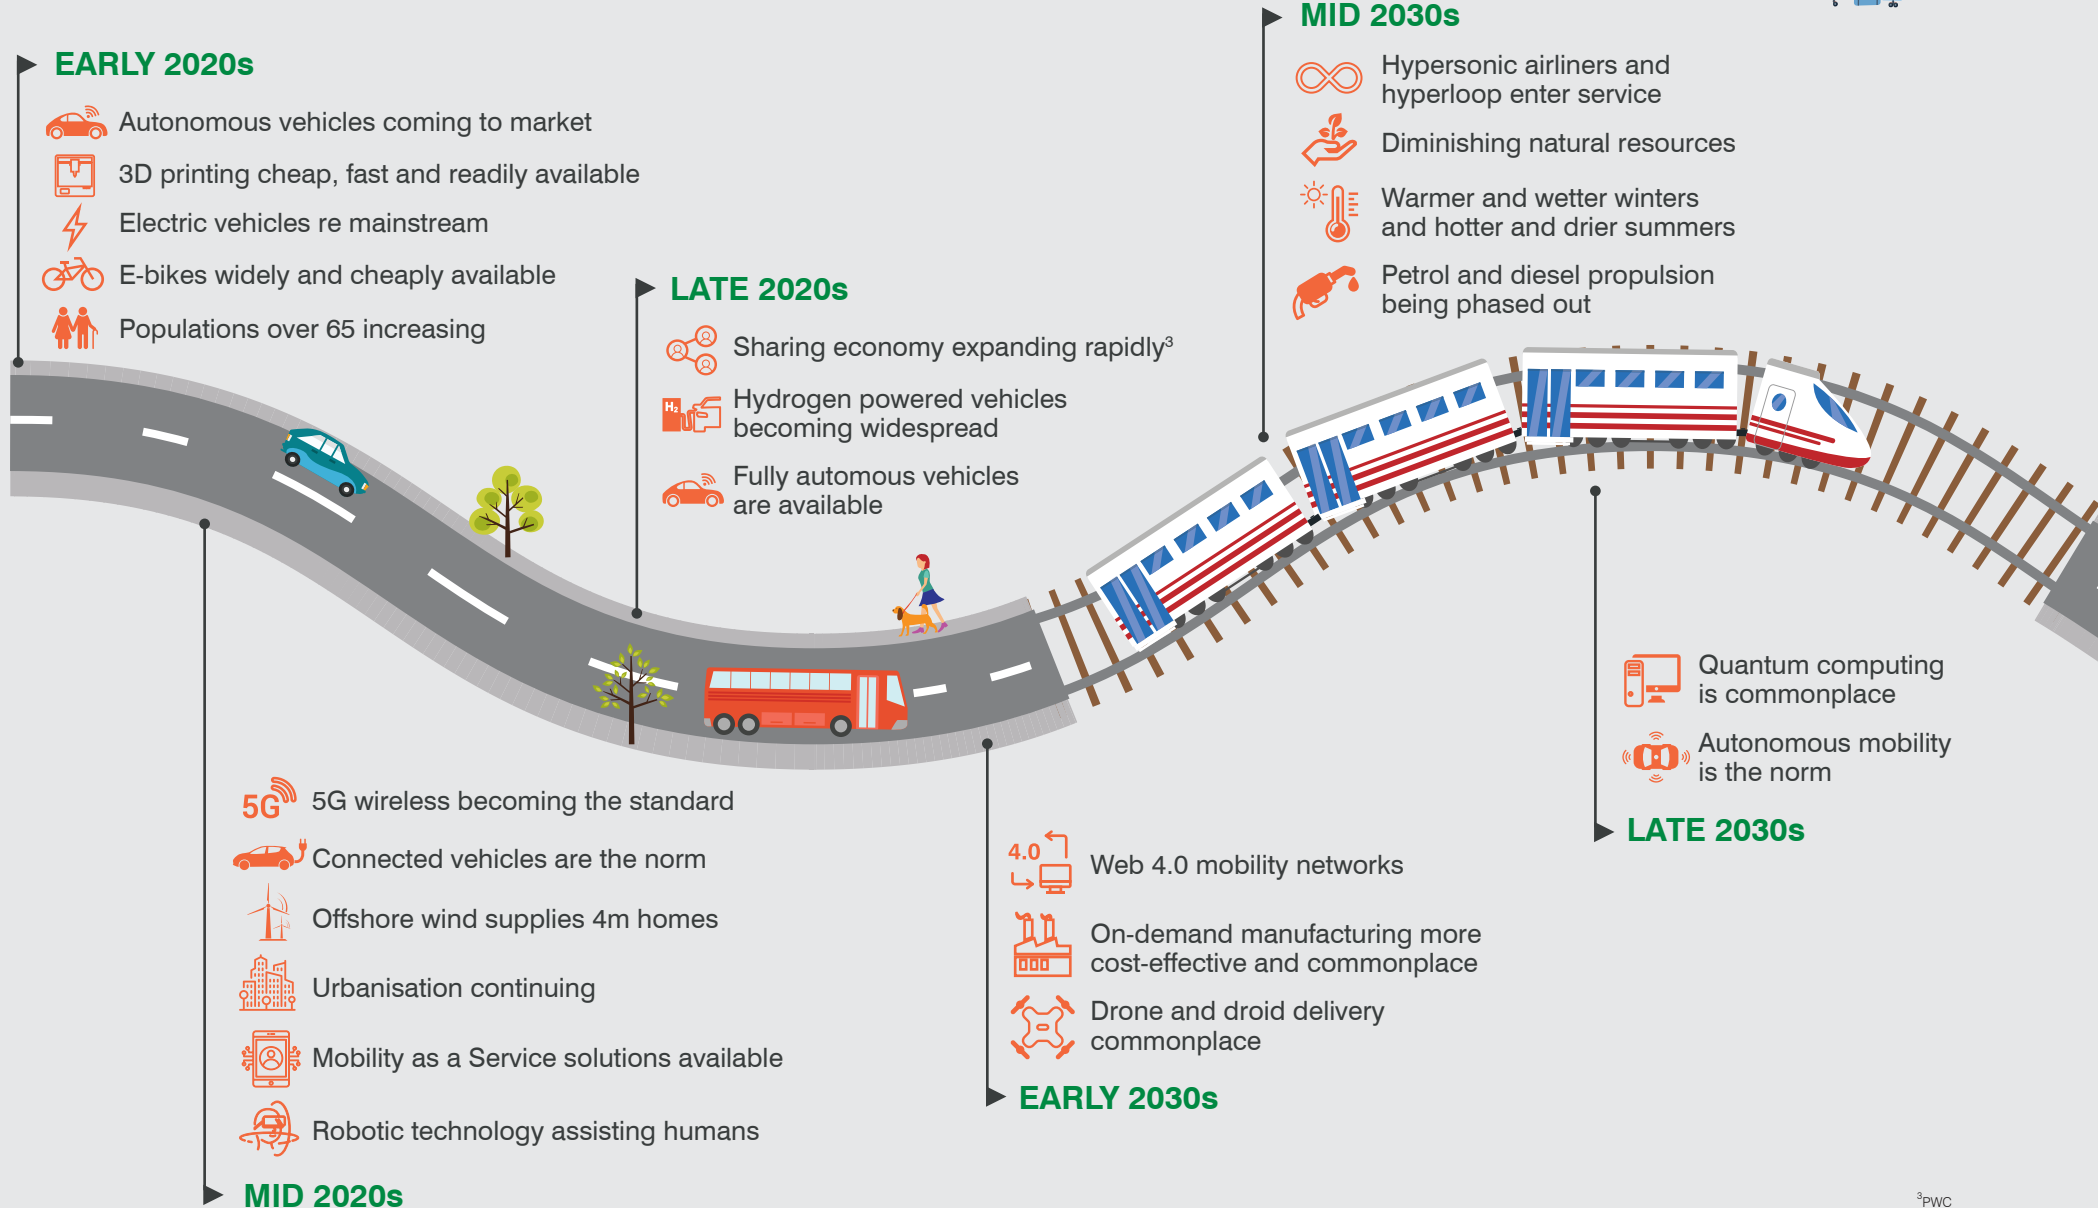 EARLY 2020s
Autonomous vehicles coming to market
3D printing cheap, fast and readily available
Electric vehicles re mainstream
E-bikes widely and cheaply available
Populations over 65 increasing
5G
5G wireless becoming the standard
Connected vehicles are the norm
Offshore wind supplies 4m homes
Urbanisation continuing
Mobility as a Service solutions available
Robotic technology assisting humans
MID 2020s
LATE 2020s
Sharing economy expanding rapidly³
H₂
Hydrogen powered vehicles
becoming widespread
Fully automous vehicles
are available
4.0
Web 4.0 mobility networks
On-demand manufacturing more
cost-effective and commonplace
Drone and droid delivery
commonplace
EARLY 2030s
MID 2030s
Hypersonic airliners and
hyperloop enter service
Diminishing natural resources
Warmer and wetter winters
and hotter and drier summers
Petrol and diesel propulsion
being phased out
Quantum computing
is commonplace
Autonomous mobility
is the norm
LATE 2030s
³PWC